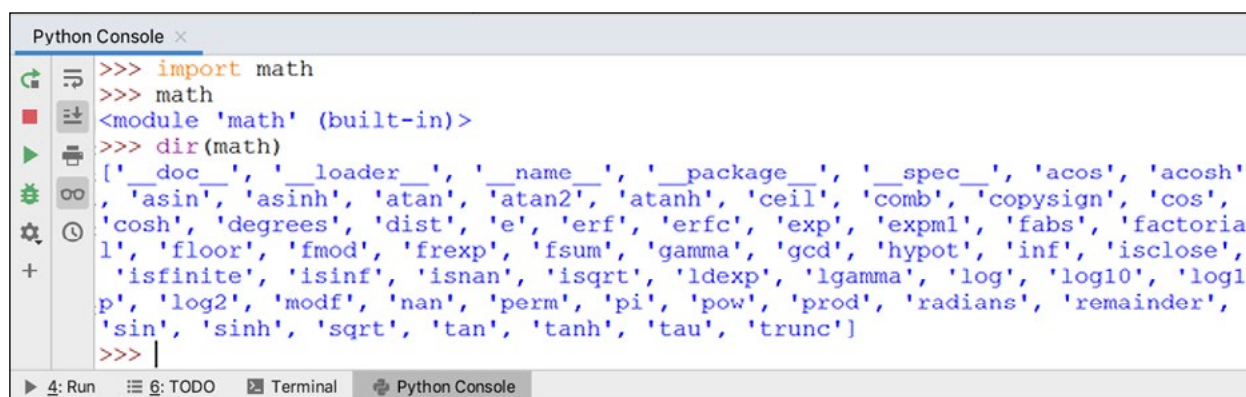 Python Console ×
>>> import math
>>> math
<module 'math' (built-in)>
>>> dir(math)
['__doc__', '__loader__', '__name__', '__package__', '__spec__', 'acos', 'acosh'
, 'asin', 'asinh', 'atan', 'atan2', 'atanh', 'ceil', 'comb', 'copysign', 'cos',
'cosh', 'degrees', 'dist', 'e', 'erf', 'erfc', 'exp', 'expm1', 'fabs', 'factoria
l', 'floor', 'fmod', 'frexp', 'fsum', 'gamma', 'gcd', 'hypot', 'inf', 'isclose',
'isfinite', 'isinf', 'isnan', 'isqrt', 'ldexp', 'lgamma', 'log', 'log10', 'log1
p', 'log2', 'modf', 'nan', 'perm', 'pi', 'pow', 'prod', 'radians', 'remainder',
'sin', 'sinh', 'sqrt', 'tan', 'tanh', 'tau', 'trunc']
>>>
4: Run 6: TODO Terminal Python Console